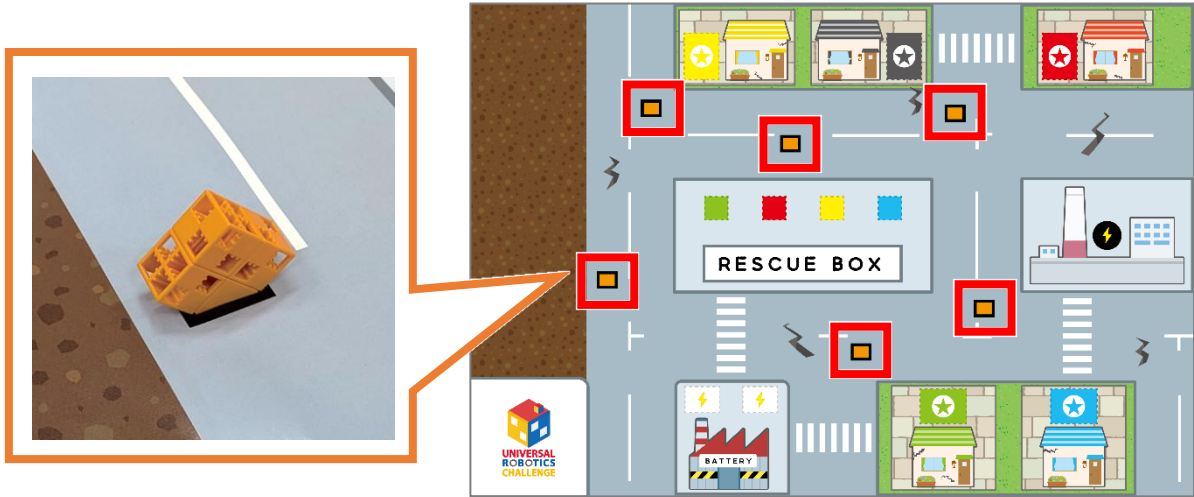 RESCUE BOX
UNIVERSAL
ROBOTICS
CHALLENGE
BATTERY